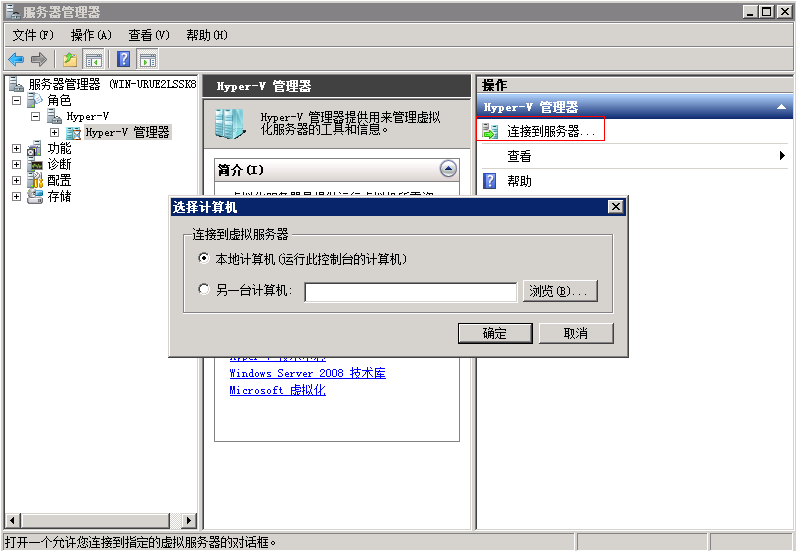 服务器管理器
文件(F) 操作(A) 查看(V) 帮助(H)
服务器管理器 (WIN-URUE2LSSK8
角色
Hyper-V
Hyper-V 管理器
功能
诊断
配置
存储
Hyper-V 管理器
Hyper-V 管理器提供用来管理虚拟
化服务器的工具和信息。
简介(I)
选择计算机
连接到虚拟服务器
本地计算机(运行此控制台的计算机)
另一台计算机:
浏览(B)...
确定
取消
Windows Server 2008 技术库
Microsoft 虚拟化
操作
Hyper-V 管理器
连接到服务器...
查看
帮助
打开一个允许您连接到指定的虚拟服务器的对话框。